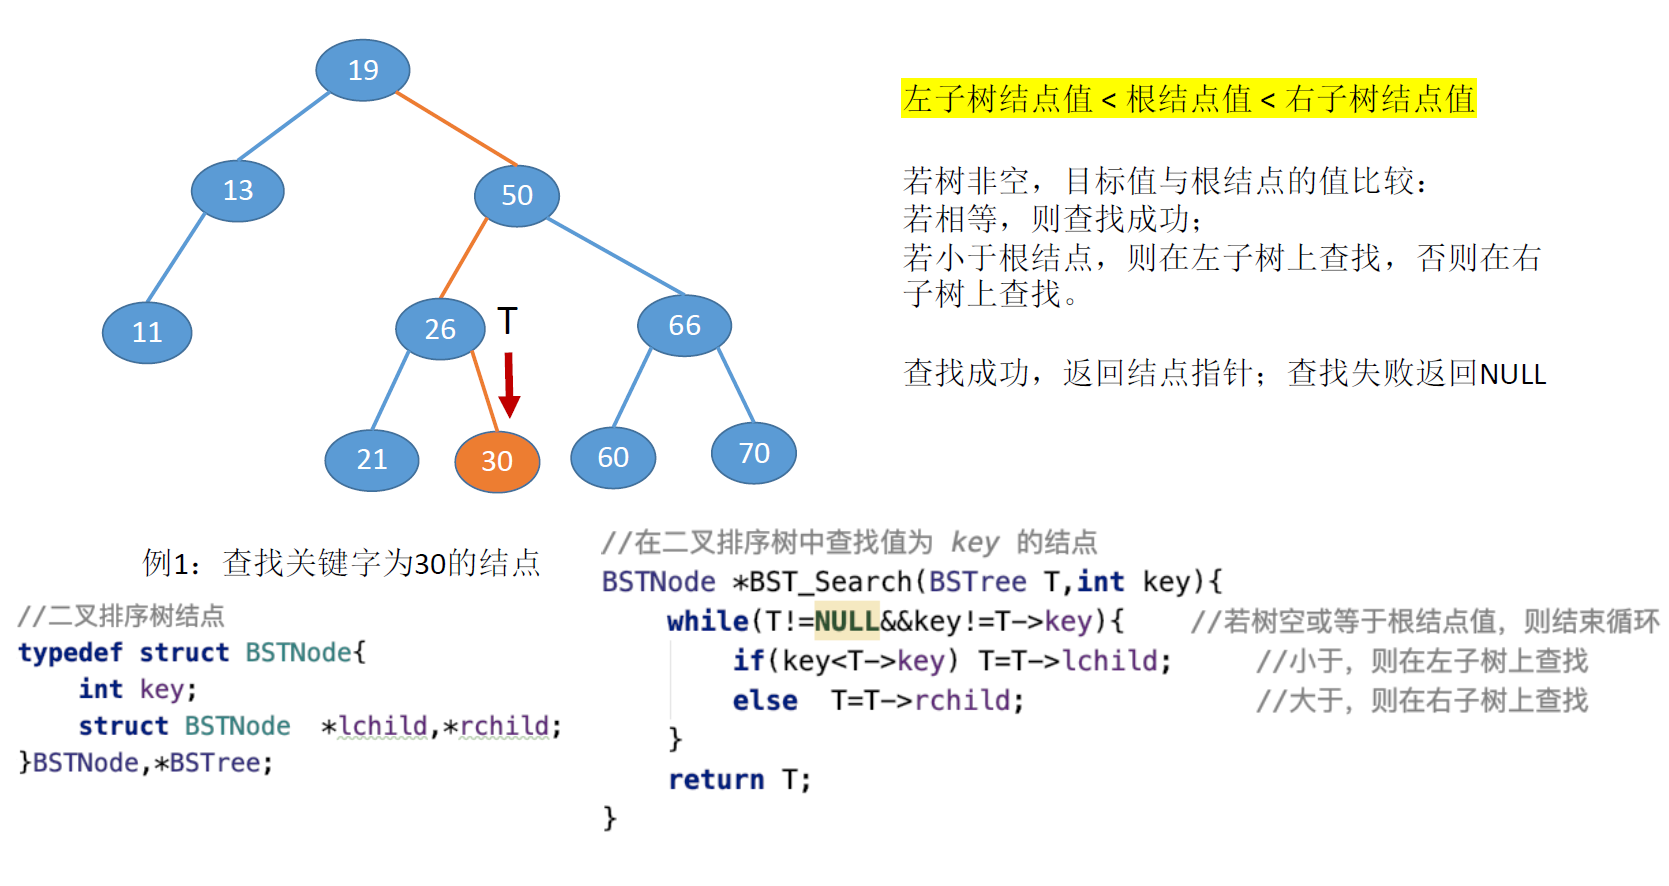 19
13
50
11
26
T
66
21
30
60
70
左子树结点值 < 根结点值 < 右子树结点值
若树非空，目标值与根结点的值比较：
若相等，则查找成功；
若小于根结点，则在左子树上查找，否则在右
子树上查找。
查找成功，返回结点指针；查找失败返回NULL
例1：查找关键字为30的结点
//二叉排序树结点
typedef struct BSTNode{
    int key;
    struct BSTNode  *lchild,*rchild;
}BSTNode,*BSTree;
//在二叉排序树中查找值为 key 的结点
BSTNode *BST_Search(BSTree T,int key){
    while(T!=NULL&&key!=T->key){    //若树空或等于根结点值，则结束循环
        if(key<T->key) T=T->lchild;     //小于，则在左子树上查找
        else  T=T->rchild;              //大于，则在右子树上查找
    }
    return T;
}